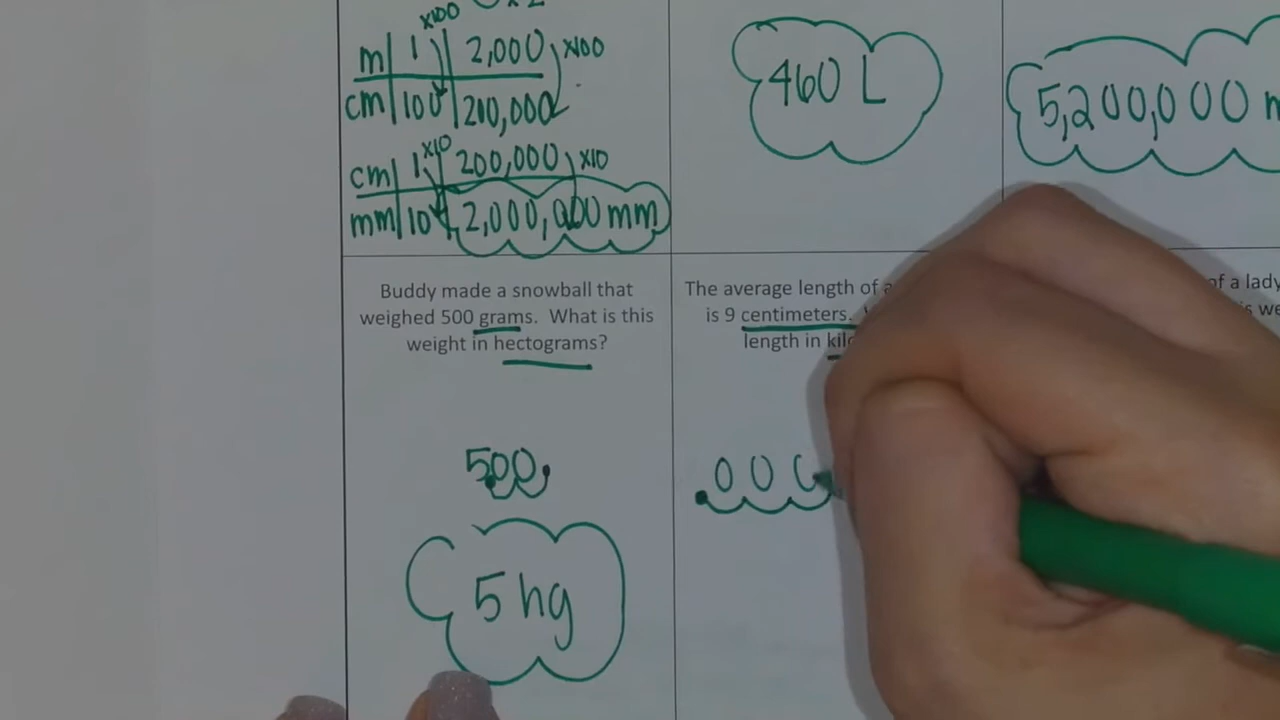 x100
x2
m 1 2,000 x100
cm 100 200,000
460 L
5,200,000
x10
cm 1 200,000 x10
mm 10 2,000,000 mm
Buddy made a snowball that
weighed 500 grams. What is this
weight in hectograms?
The average length of
is 9 centimeters.
length in
of a lady
500.
5 hg
.000